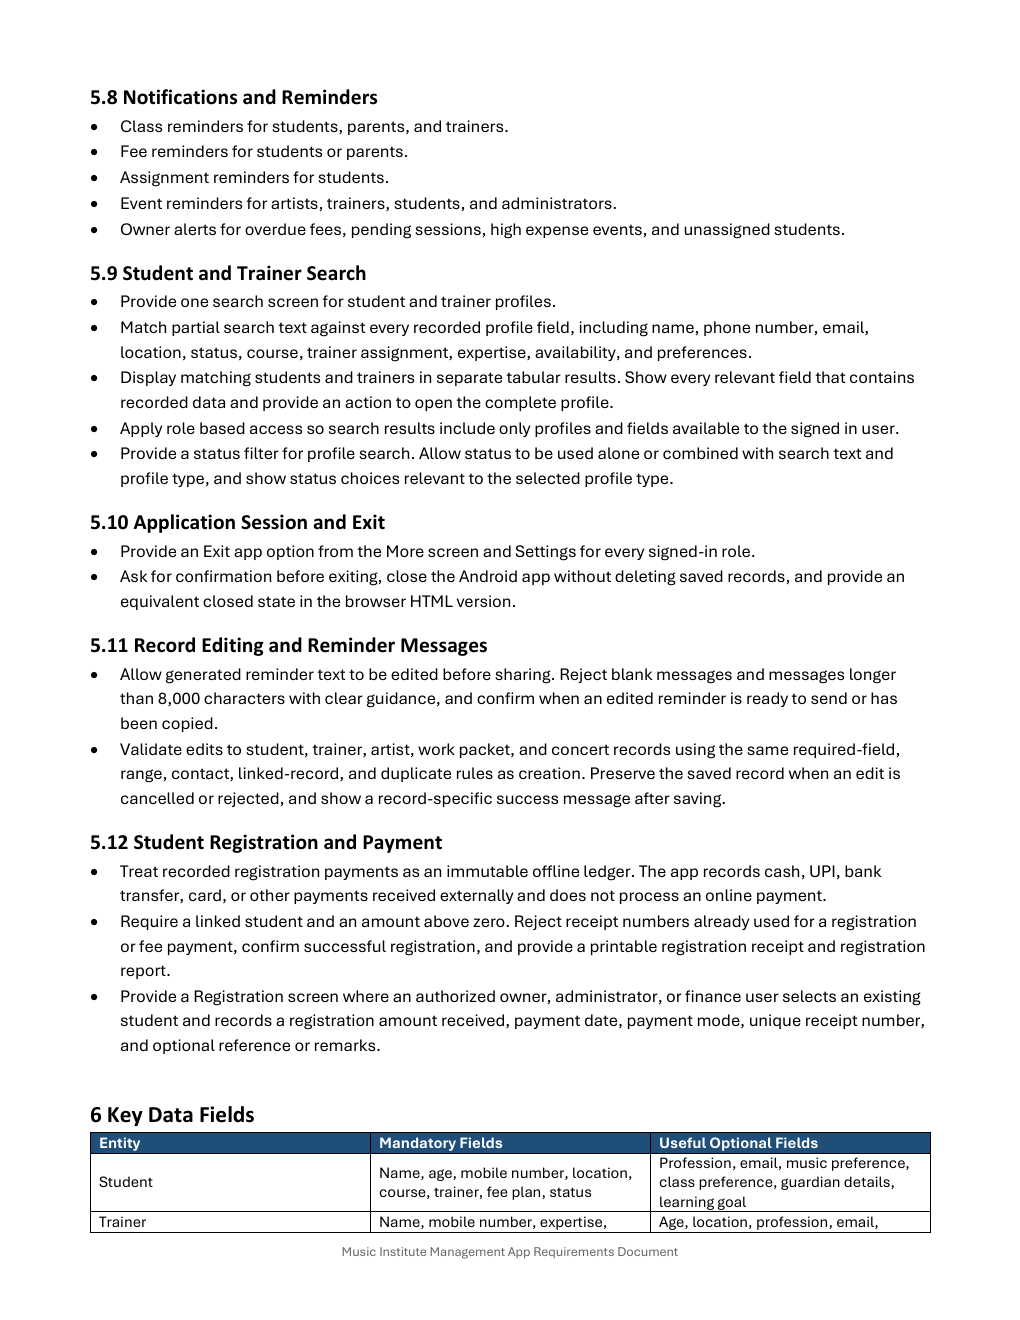 5.8 Notifications and Reminders
• Class reminders for students, parents, and trainers.
• Fee reminders for students or parents.
• Assignment reminders for students.
• Event reminders for artists, trainers, students, and administrators.
• Owner alerts for overdue fees, pending sessions, high expense events, and unassigned students.
5.9 Student and Trainer Search
• Provide one search screen for student and trainer profiles.
• Match partial search text against every recorded profile field, including name, phone number, email,
location, status, course, trainer assignment, expertise, availability, and preferences.
• Display matching students and trainers in separate tabular results. Show every relevant field that contains
recorded data and provide an action to open the complete profile.
• Apply role based access so search results include only profiles and fields available to the signed in user.
• Provide a status filter for profile search. Allow status to be used alone or combined with search text and
profile type, and show status choices relevant to the selected profile type.
5.10 Application Session and Exit
• Provide an Exit app option from the More screen and Settings for every signed-in role.
• Ask for confirmation before exiting, close the Android app without deleting saved records, and provide an
equivalent closed state in the browser HTML version.
5.11 Record Editing and Reminder Messages
• Allow generated reminder text to be edited before sharing. Reject blank messages and messages longer
than 8,000 characters with clear guidance, and confirm when an edited reminder is ready to send or has
been copied.
• Validate edits to student, trainer, artist, work packet, and concert records using the same required-field,
range, contact, linked-record, and duplicate rules as creation. Preserve the saved record when an edit is
cancelled or rejected, and show a record-specific success message after saving.
5.12 Student Registration and Payment
• Treat recorded registration payments as an immutable offline ledger. The app records cash, UPI, bank
transfer, card, or other payments received externally and does not process an online payment.
• Require a linked student and an amount above zero. Reject receipt numbers already used for a registration
or fee payment, confirm successful registration, and provide a printable registration receipt and registration
report.
• Provide a Registration screen where an authorized owner, administrator, or finance user selects an existing
student and records a registration amount received, payment date, payment mode, unique receipt number,
and optional reference or remarks.
6 Key Data Fields
Entity
Mandatory Fields
Useful Optional Fields
Student
Name, age, mobile number, location,
course, trainer, fee plan, status
Profession, email, music preference,
class preference, guardian details,
learning goal
Trainer
Name, mobile number, expertise,
Age, location, profession, email,
Music Institute Management App Requirements Document